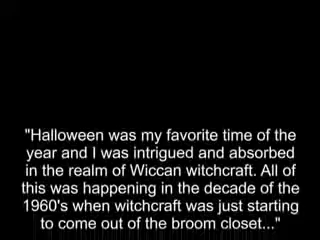 "Halloween was my favorite time of the
year and I was intrigued and absorbed
in the realm of Wiccan witchcraft. All of
this was happening in the decade of the
1960's when witchcraft was just starting
to come out of the broom closet..."